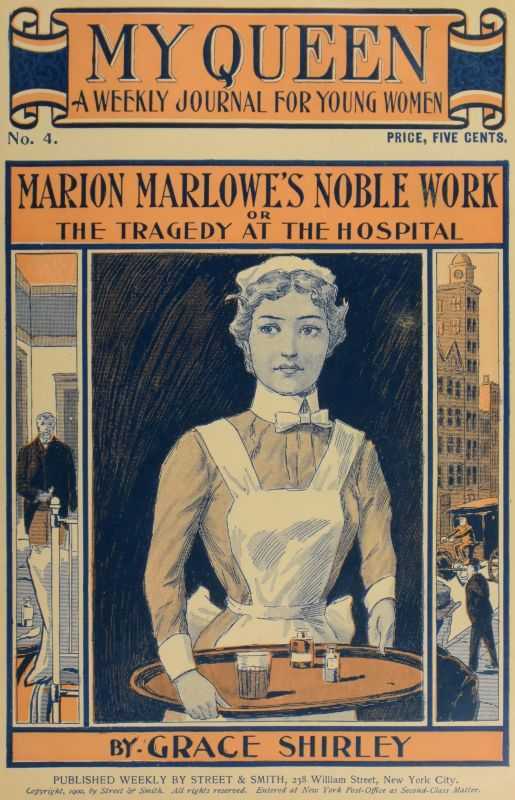 MY QUEEN
A WEEKLY JOURNAL FOR YOUNG WOMEN
No. 4.
PRICE, FIVE CENTS.
MARION MARLOWE'S NOBLE WORK
OR
THE TRAGEDY AT THE HOSPITAL
BY-GRACE SHIRLEY
PUBLISHED WEEKLY BY STREET & SMITH, 238 William Street, New York City.
Copyright, 1900, by Street & Smith. All rights reserved. Entered at New York Post-Office as Second-Class Matter.